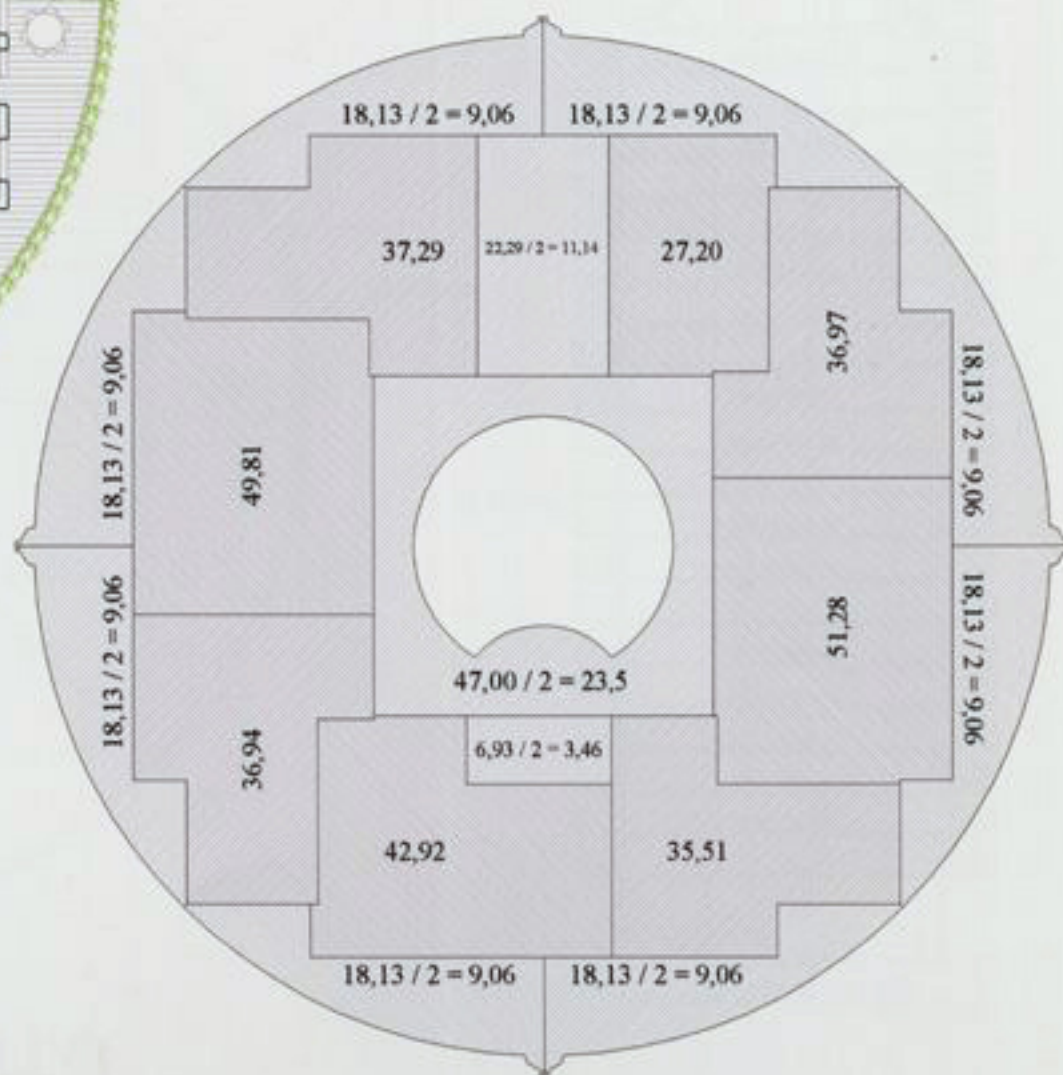 18,13 / 2 = 9,06
18,13 / 2 = 9,06
37,29
22,29 / 2 = 11,14
27,20
36,97
18,13 / 2 = 9,06
18,13 / 2 = 9,06
49,81
51,28
18,13 / 2 = 9,06
18,13 / 2 = 9,06
47,00 / 2 = 23,5
6,93 / 2 = 3,46
36,94
42,92
35,51
18,13 / 2 = 9,06
18,13 / 2 = 9,06